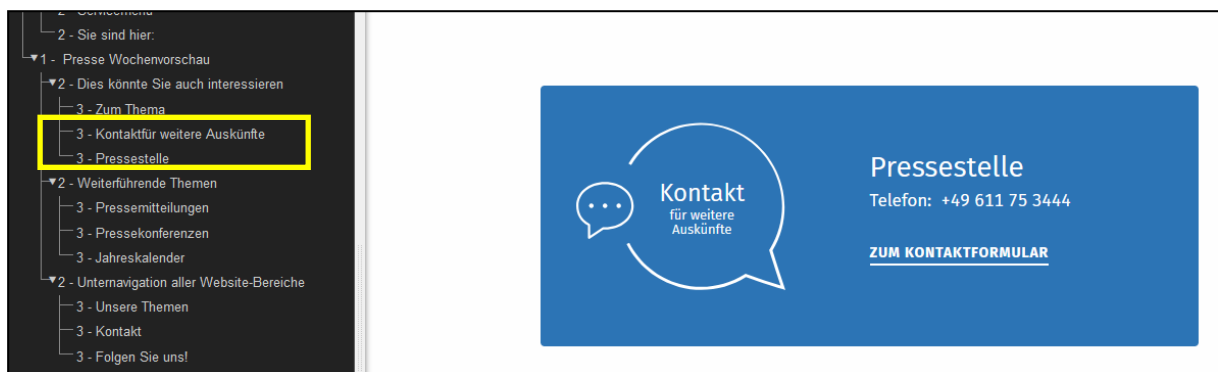 2 - Servicemenü
2 - Sie sind hier:
1 - Presse Wochenvorschau
2 - Dies könnte Sie auch interessieren
3 - Zum Thema
3 - Kontaktfür weitere Auskünfte
3 - Pressestelle
2 - Weiterführende Themen
3 - Pressemitteilungen
3 - Pressekonferenzen
3 - Jahreskalender
2 - Unternavigation aller Website-Bereiche
3 - Unsere Themen
3 - Kontakt
3 - Folgen Sie uns!
Kontakt
für weitere
Auskünfte
Pressestelle
Telefon: +49 611 75 3444
ZUM KONTAKTFORMULAR